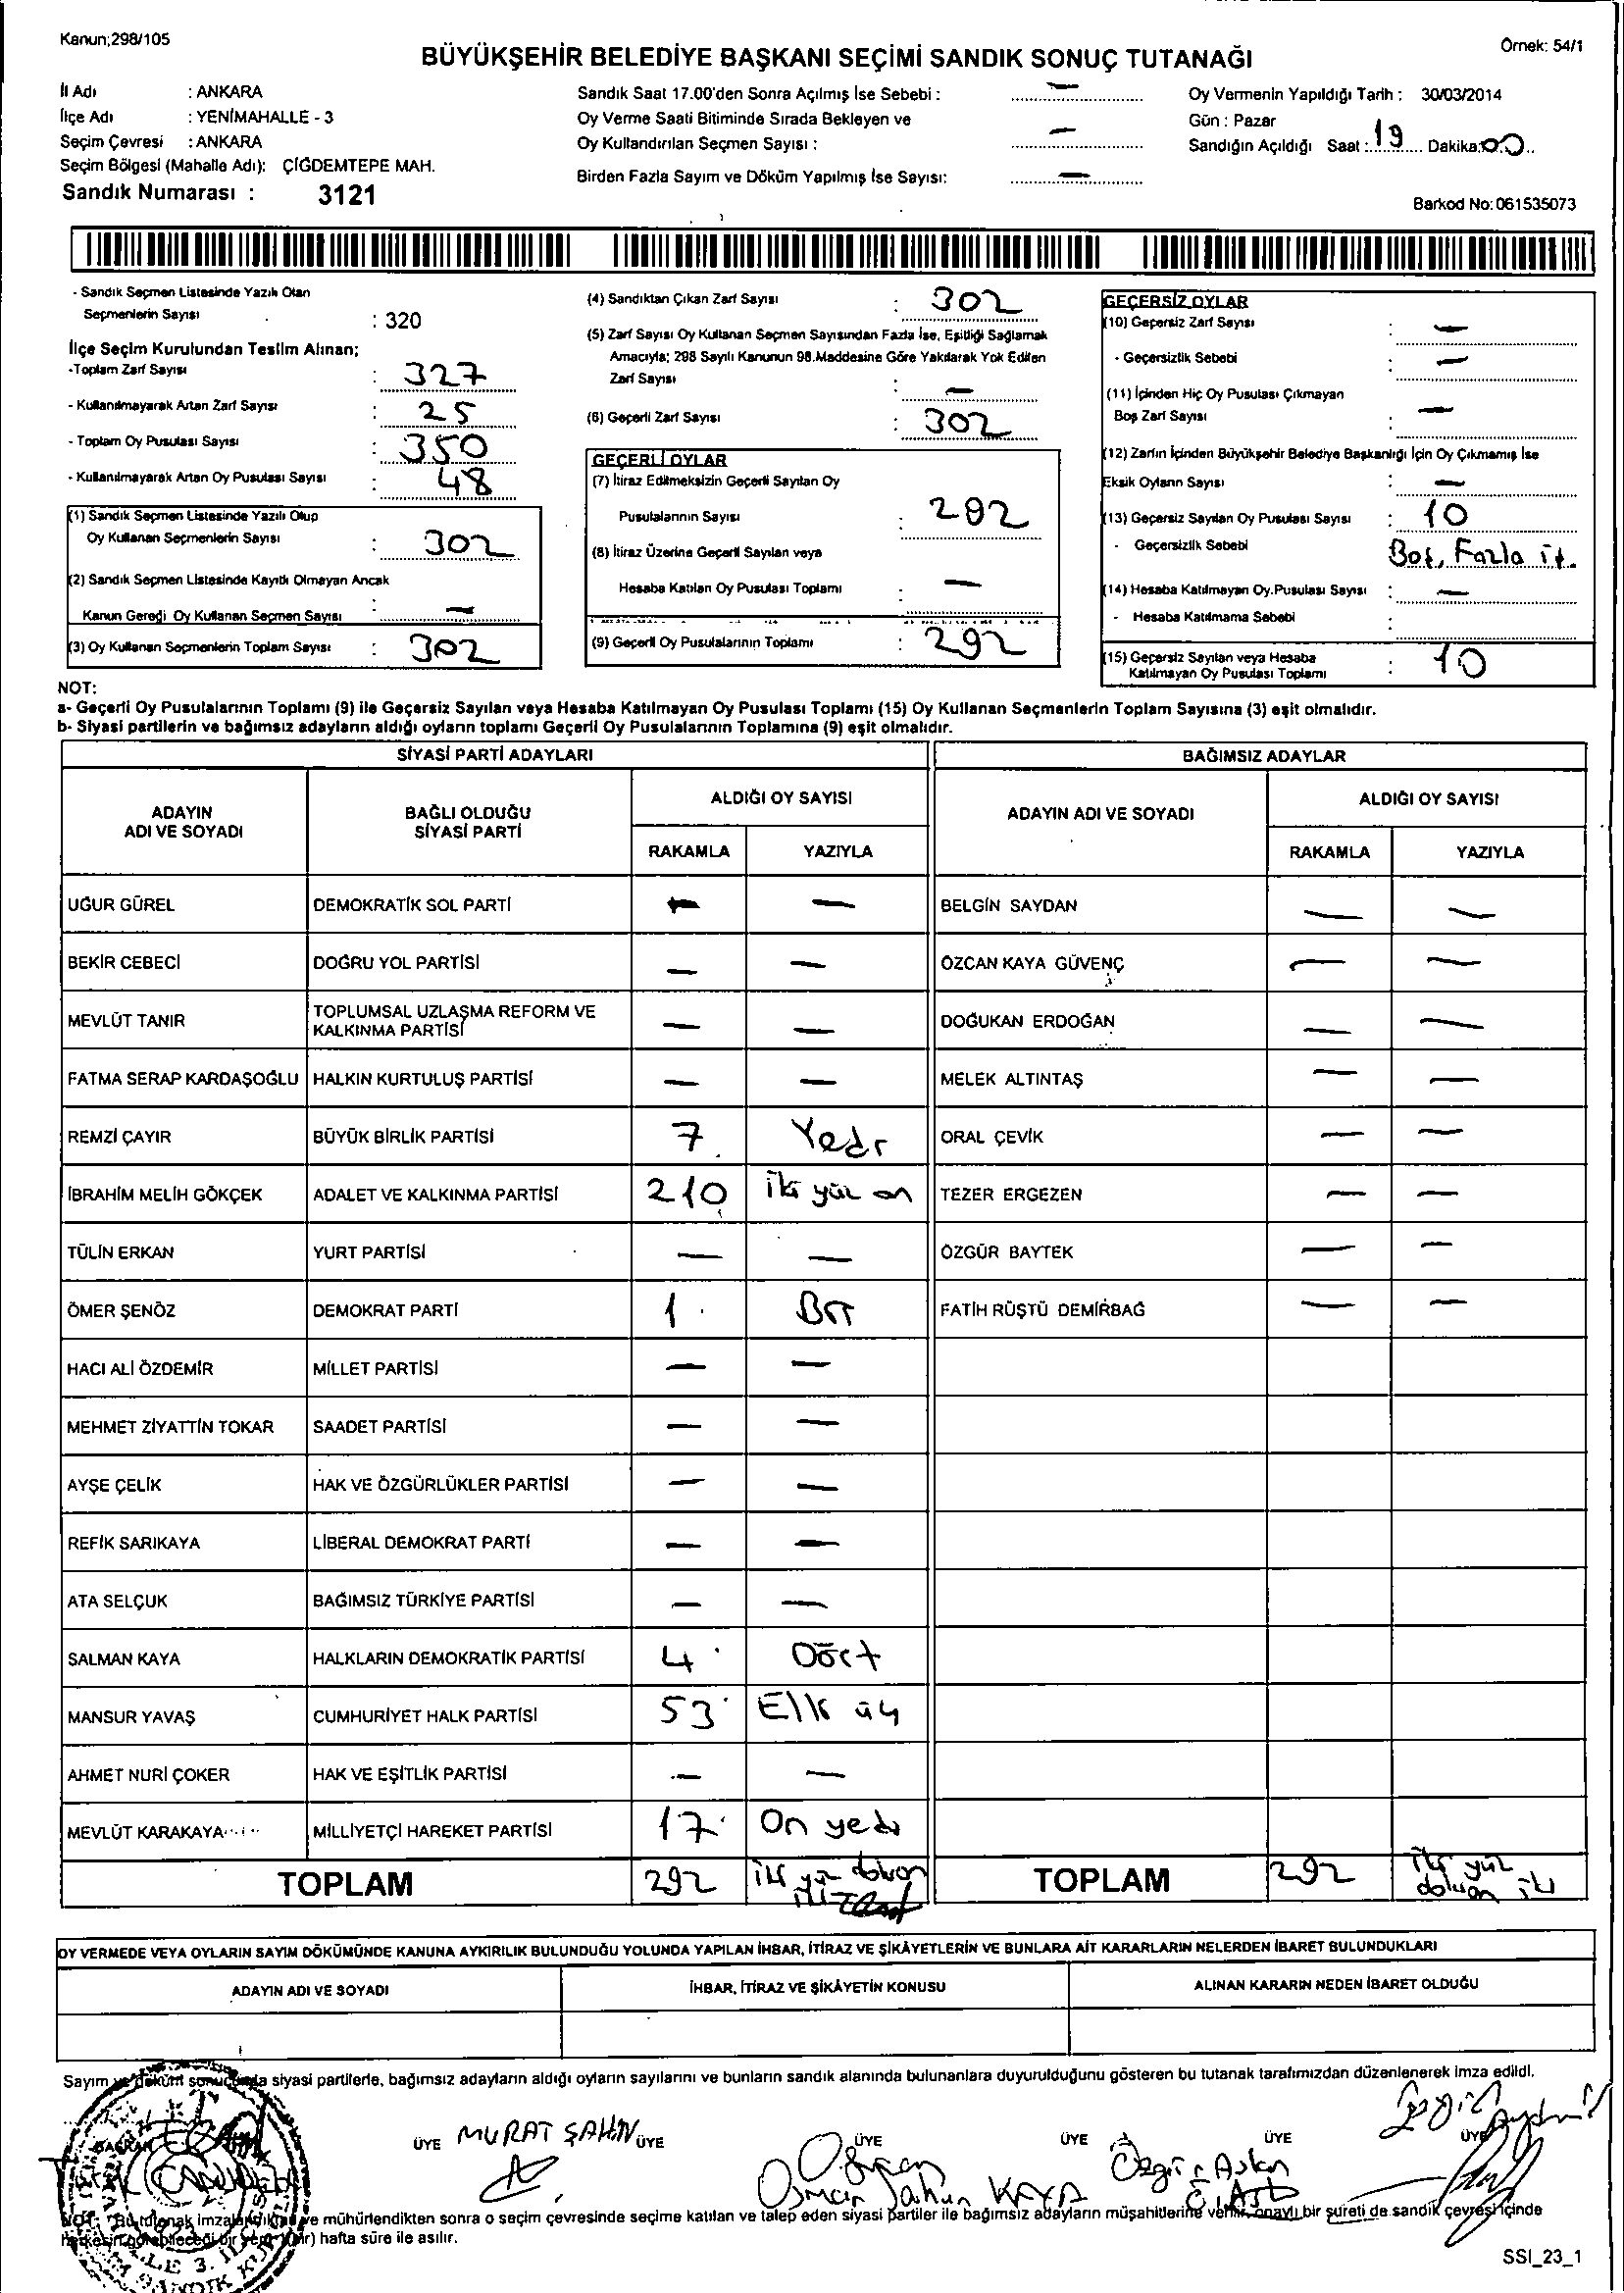 Kanun;298/105
Örnek: 54/1
BÜYÜKŞEHİR BELEDİYE BAŞKANI SEÇİMİ SANDIK SONUÇ TUTANAĞI
İl Adı : ANKARA
İlçe Adı : YENİMAHALLE - 3
Seçim Çevresi : ANKARA
Seçim Bölgesi (Mahalle Adı): ÇİĞDEMTEPE MAH.
Sandık Numarası : 3121
Sandık Saat 17.00'den Sonra Açılmış İse Sebebi : —
Oy Verme Saati Bitiminde Sırada Bekleyen ve
Oy Kullandırılan Seçmen Sayısı : —
Birden Fazla Sayım ve Döküm Yapılmış İse Sayısı: —
Oy Vermenin Yapıldığı Tarih : 30/03/2014
Gün : Pazar
Sandığın Açıldığı Saat : 19 Dakika: 00
Barkod No: 061535073
- Sandık Seçmen Listesinde Yazılı Olan
Seçmenlerin Sayısı : 320
İlçe Seçim Kurulundan Teslim Alınan;
-Toplam Zarf Sayısı : 327
- Kullanılmayarak Artan Zarf Sayısı : 25
- Toplam Oy Pusulası Sayısı : 350
- Kullanılmayarak Artan Oy Pusulası Sayısı : 48
(1) Sandık Seçmen Listesinde Yazılı Olup
Oy Kullanan Seçmenlerin Sayısı : 302
(2) Sandık Seçmen Listesinde Kayıtlı Olmayan Ancak
Kanun Gereği Oy Kullanan Seçmen Sayısı : —
(3) Oy Kullanan Seçmenlerin Toplam Sayısı : 302
(4) Sandıktan Çıkan Zarf Sayısı : 302
(5) Zarf Sayısı Oy Kullanan Seçmen Sayısından Fazla İse, Eşitliği Sağlamak
Amacıyla; 298 Sayılı Kanunun 98.Maddesine Göre Yakılarak Yok Edilen
Zarf Sayısı : —
(6) Geçerli Zarf Sayısı : 302
GEÇERLİ OYLAR
(7) İtiraz Edilmeksizin Geçerli Sayılan Oy
Pusulalarının Sayısı : 292
(8) İtiraz Üzerine Geçerli Sayılan veya
Hesaba Katılan Oy Pusulası Toplamı : —
(9) Geçerli Oy Pusulalarının Toplamı : 292
GEÇERSİZ OYLAR
(10) Geçersiz Zarf Sayısı : —
- Geçersizlik Sebebi : —
(11) İçinden Hiç Oy Pusulası Çıkmayan
Boş Zarf Sayısı : —
(12) Zarfın İçinden Büyükşehir Belediye Başkanlığı İçin Oy Çıkmamış İse
Eksik Oyların Sayısı : —
(13) Geçersiz Sayılan Oy Pusulası Sayısı : 10
- Geçersizlik Sebebi Boş, Fazla
(14) Hesaba Katılmayan Oy Pusulası Sayısı : —
- Hesaba Katılmama Sebebi :
(15) Geçersiz Sayılan veya Hesaba
Katılmayan Oy Pusulası Toplamı : 10
NOT:
a- Geçerli Oy Pusulalarının Toplamı (9) ile Geçersiz Sayılan veya Hesaba Katılmayan Oy Pusulası Toplamı (15) Oy Kullanan Seçmenlerin Toplam Sayısına (3) eşit olmalıdır.
b- Siyasi partilerin ve bağımsız adayların aldığı oyların toplamı Geçerli Oy Pusulalarının Toplamına (9) eşit olmalıdır.
SİYASİ PARTİ ADAYLARI BAĞIMSIZ ADAYLAR
ADAYIN ADI VE SOYADI BAĞLI OLDUĞU SİYASİ PARTİ ALDIĞI OY SAYISI RAKAMLA YAZIYLA ADAYIN ADI VE SOYADI ALDIĞI OY SAYISI RAKAMLA YAZIYLA
UĞUR GÜREL DEMOKRATİK SOL PARTİ — — BELGİN SAYDAN — —
BEKİR CEBECİ DOĞRU YOL PARTİSİ — — ÖZCAN KAYA GÜVENÇ — —
MEVLÜT TANIR TOPLUMSAL UZLAŞMA REFORM VE KALKINMA PARTİSİ — — DOĞUKAN ERDOĞAN — —
FATMA SERAP KARDAŞOĞLU HALKIN KURTULUŞ PARTİSİ — — MELEK ALTINTAŞ — —
REMZİ ÇAYIR BÜYÜK BİRLİK PARTİSİ 7 Yedi ORAL ÇEVİK — —
İBRAHİM MELİH GÖKÇEK ADALET VE KALKINMA PARTİSİ 210 iki yüz on TEZER ERGEZEN — —
TÜLİN ERKAN YURT PARTİSİ — — ÖZGÜR BAYTEK — —
ÖMER ŞENÖZ DEMOKRAT PARTİ 1 Bir FATİH RÜŞTÜ DEMİRBAĞ — —
HACI ALİ ÖZDEMİR MİLLET PARTİSİ — —
MEHMET ZİYATTİN TOKAR SAADET PARTİSİ — —
AYŞE ÇELİK HAK VE ÖZGÜRLÜKLER PARTİSİ — —
REFİK SARIKAYA LİBERAL DEMOKRAT PARTİ — —
ATA SELÇUK BAĞIMSIZ TÜRKİYE PARTİSİ — —
SALMAN KAYA HALKLARIN DEMOKRATİK PARTİSİ 4 Dört
MANSUR YAVAŞ CUMHURİYET HALK PARTİSİ 53 Elli üç
AHMET NURİ ÇOKER HAK VE EŞİTLİK PARTİSİ — —
MEVLÜT KARAKAYA MİLLİYETÇİ HAREKET PARTİSİ 17 On yedi
TOPLAM 292 iki yüz doksan iki TOPLAM 292 iki yüz doksan iki
OY VERMEDE VEYA OYLARIN SAYIM DÖKÜMÜNDE KANUNA AYKIRILIK BULUNDUĞU YOLUNDA YAPILAN İHBAR, İTİRAZ VE ŞİKÂYETLERİN VE BUNLARA AİT KARARLARIN NELERDEN İBARET BULUNDUKLARI
ADAYIN ADI VE SOYADI İHBAR, İTİRAZ VE ŞİKÂYETİN KONUSU ALINAN KARARIN NEDEN İBARET OLDUĞU
Sayım ve döküm sonucunda siyasi partilerle, bağımsız adayların aldığı oyların sayılarını ve bunların sandık alanında bulunanlara duyurulduğunu gösteren bu tutanak tarafımızdan düzenlenerek imza edildi.
BAŞKAN ÜYE MURAT ŞAHİN ÜYE ÜYE ÜYE ÜYE ÜYE
Osman KAYA Özgür Aslan
NOT: Bu tutanak imzalandıktan ve mühürlendikten sonra o seçim çevresinde seçime katılan ve talep eden siyasi partiler ile bağımsız adayların müşahitlerine verilir, onaylı bir sureti de sandık çevresi içinde
herkesin görebileceği bir yere (bir) hafta süre ile asılır.
SSI_23_1